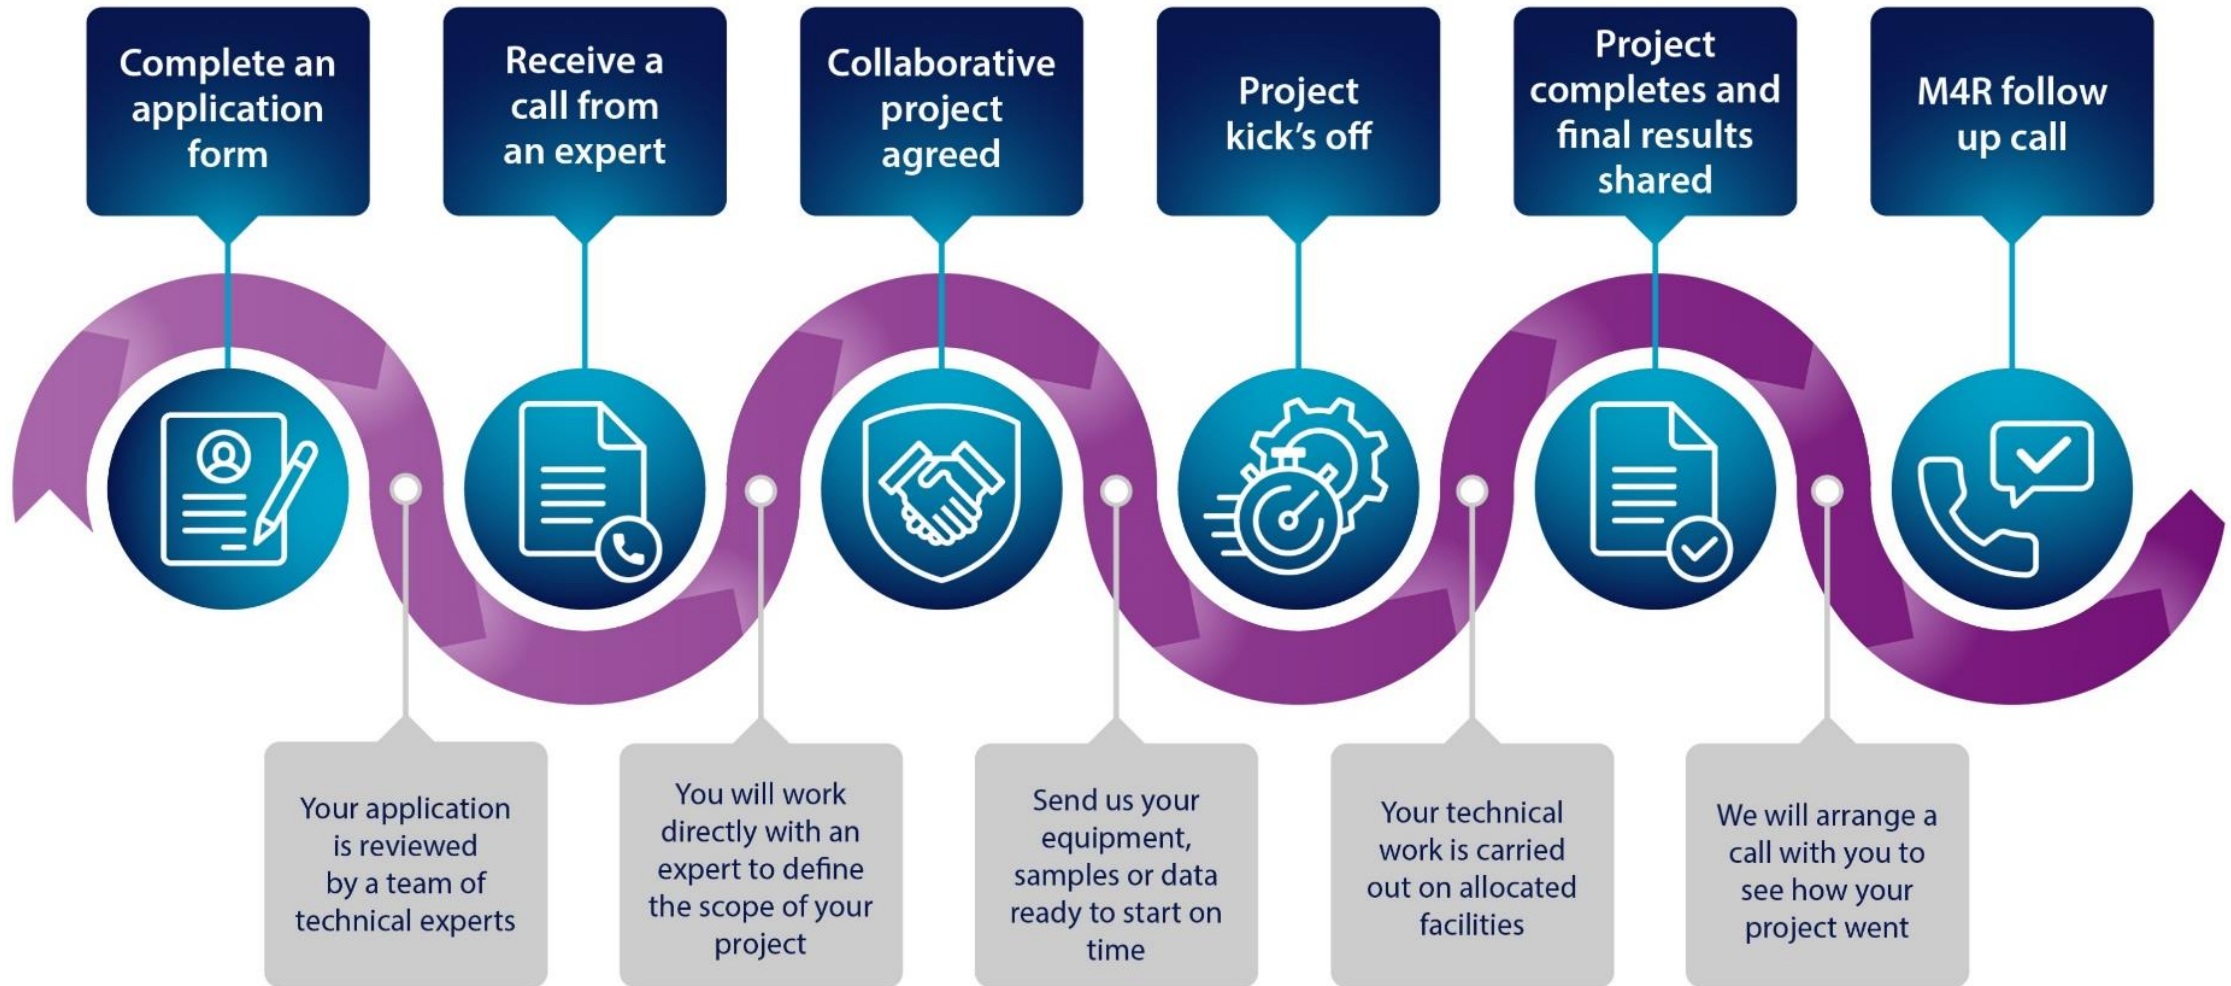 Complete an
application
form
Receive a
call from
an expert
Collaborative
project
agreed
Project
kick's off
Project
completes and
final results
shared
M4R follow
up call
Your application
is reviewed
by a team of
technical experts
You will work
directly with an
expert to define
the scope of your
project
Send us your
equipment,
samples or data
ready to start on
time
Your technical
work is carried
out on allocated
facilities
We will arrange a
call with you to
see how your
project went